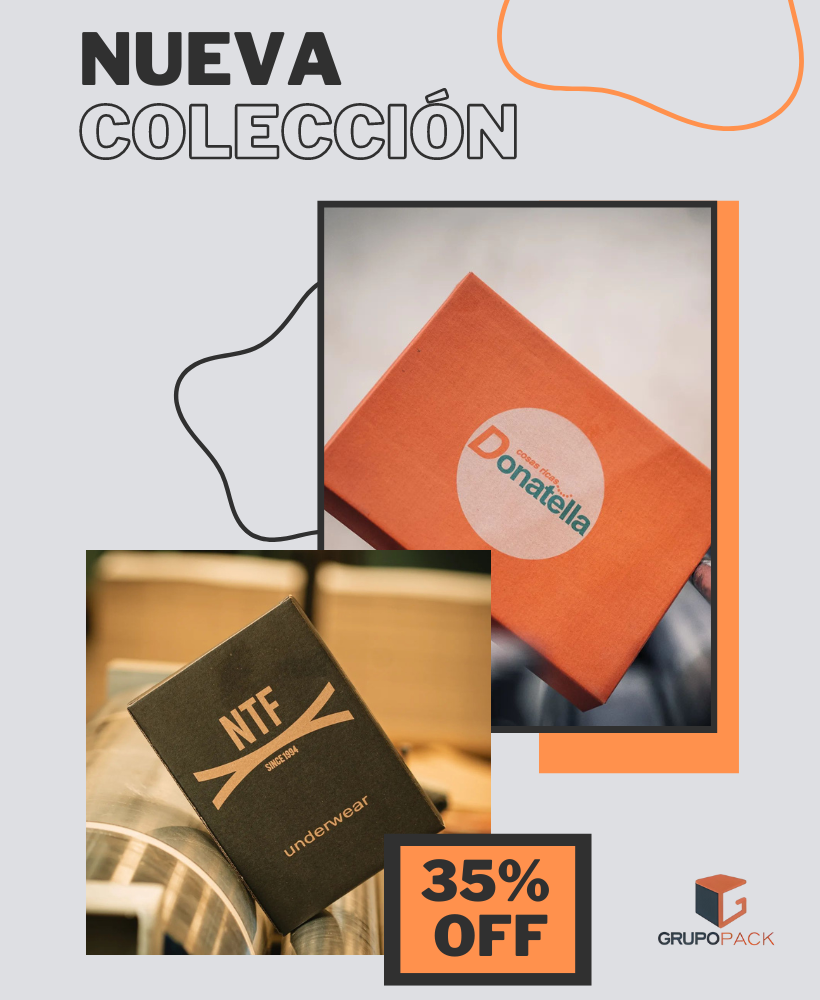 NUEVA
COLECCIÓN
cosas ricas
Donatella
NTF
SINCE 1994
underwear
35%
OFF
GRUPOPACK